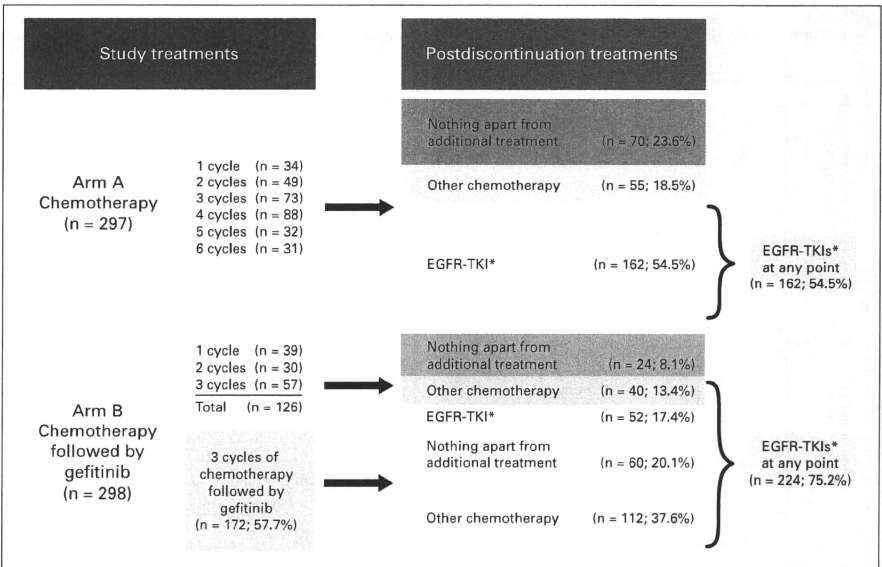 Study treatments
Postdiscontinuation treatments
Arm A
Chemotherapy
(n = 297)
1 cycle (n = 34)
2 cycles (n = 49)
3 cycles (n = 73)
4 cycles (n = 88)
5 cycles (n = 32)
6 cycles (n = 31)
Nothing apart from
additional treatment (n = 70; 23.6%)
Other chemotherapy (n = 55; 18.5%)
EGFR-TKI* (n = 162; 54.5%)
EGFR-TKIs*
at any point
(n = 162; 54.5%)
Arm B
Chemotherapy
followed by
gefitinib
(n = 298)
1 cycle (n = 39)
2 cycles (n = 30)
3 cycles (n = 57)
Total (n = 126)
3 cycles of
chemotherapy
followed by
gefitinib
(n = 172; 57.7%)
Nothing apart from
additional treatment (n = 24; 8.1%)
Other chemotherapy (n = 40; 13.4%)
EGFR-TKI* (n = 52; 17.4%)
Nothing apart from
additional treatment (n = 60; 20.1%)
Other chemotherapy (n = 112; 37.6%)
EGFR-TKIs*
at any point
(n = 224; 75.2%)